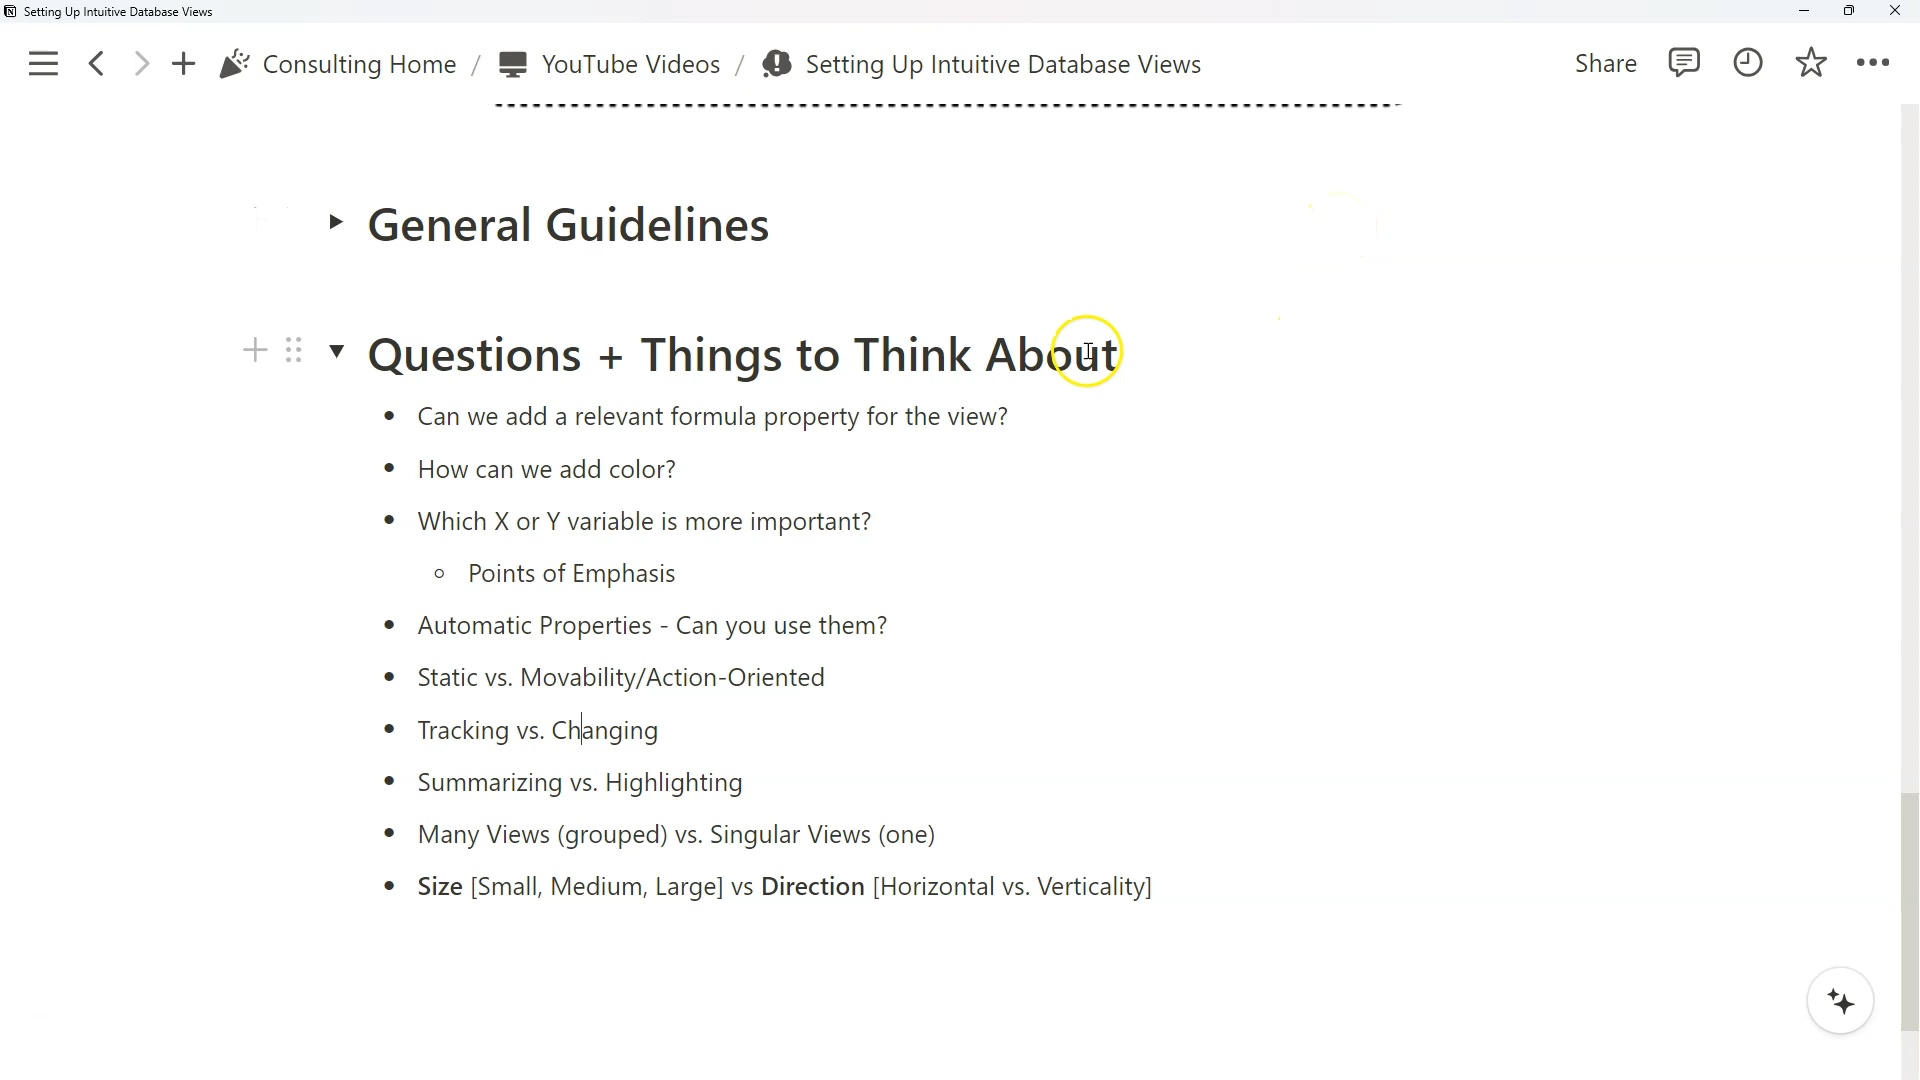 Setting Up Intuitive Database Views
Consulting Home / YouTube Videos / Setting Up Intuitive Database Views
Share
General Guidelines
Questions + Things to Think About
Can we add a relevant formula property for the view?
How can we add color?
Which X or Y variable is more important?
Points of Emphasis
Automatic Properties - Can you use them?
Static vs. Movability/Action-Oriented
Tracking vs. Changing
Summarizing vs. Highlighting
Many Views (grouped) vs. Singular Views (one)
Size [Small, Medium, Large] vs Direction [Horizontal vs. Verticality]